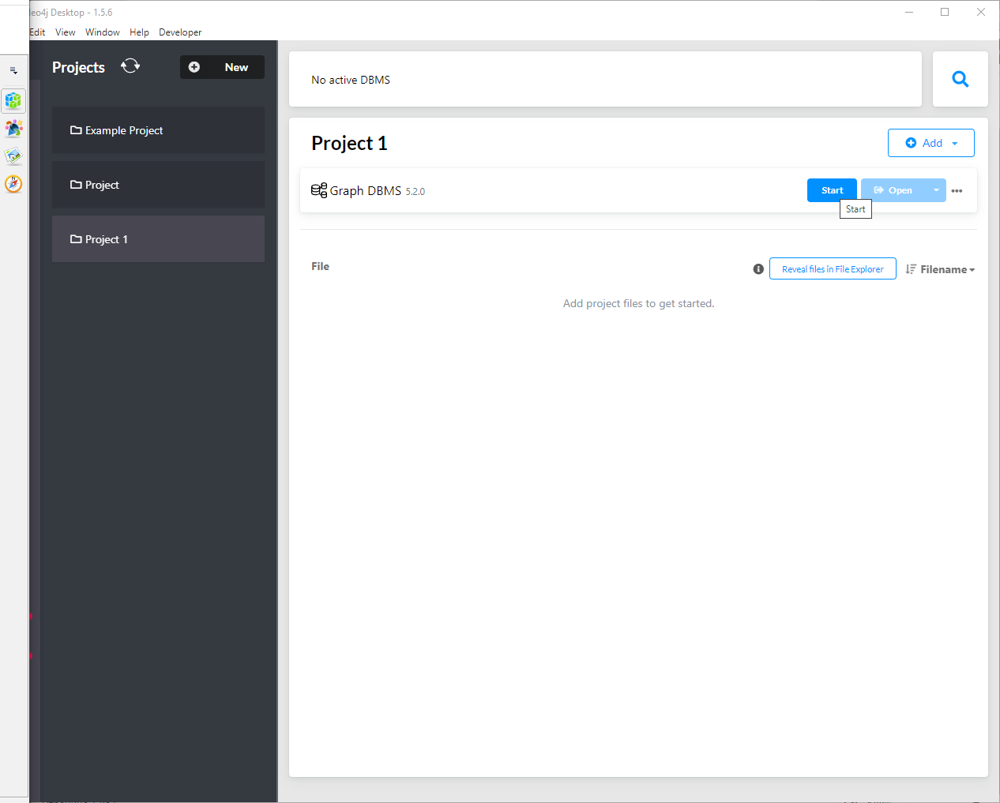 eo4j Desktop - 1.5.6
Edit View Window Help Developer
Projects
New
Example Project
Project
Project 1
No active DBMS
Project 1
Add
Graph DBMS 5.2.0
Start
Open
Start
File
Reveal files in File Explorer
Filename
Add project files to get started.